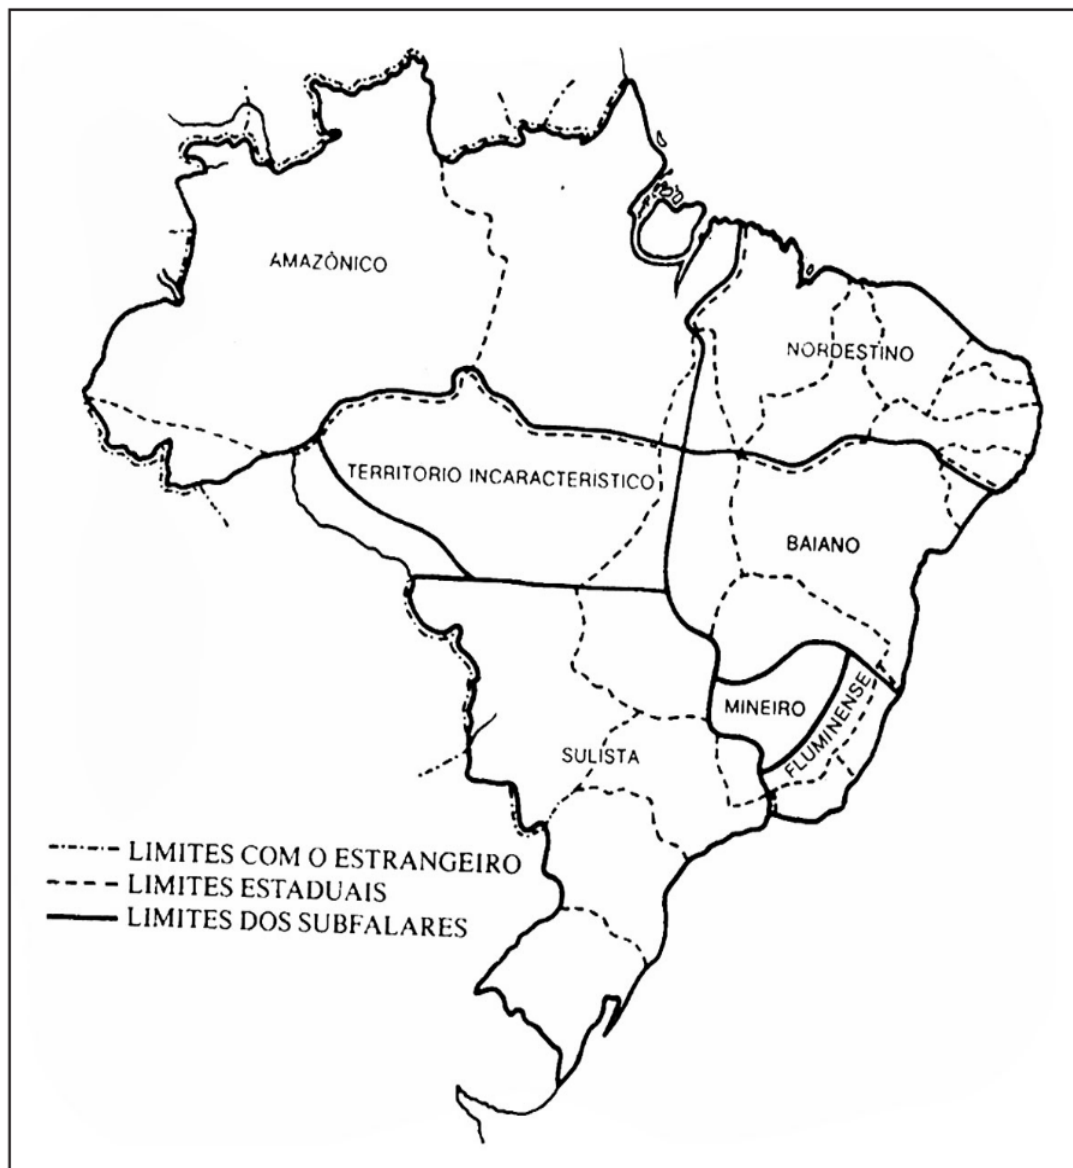 AMAZÔNICO
NORDESTINO
TERRITORIO INCARACTERISTICO
BAIANO
MINEIRO
FLUMINENSE
SULISTA
LIMITES COM O ESTRANGEIRO
LIMITES ESTADUAIS
LIMITES DOS SUBFALARES